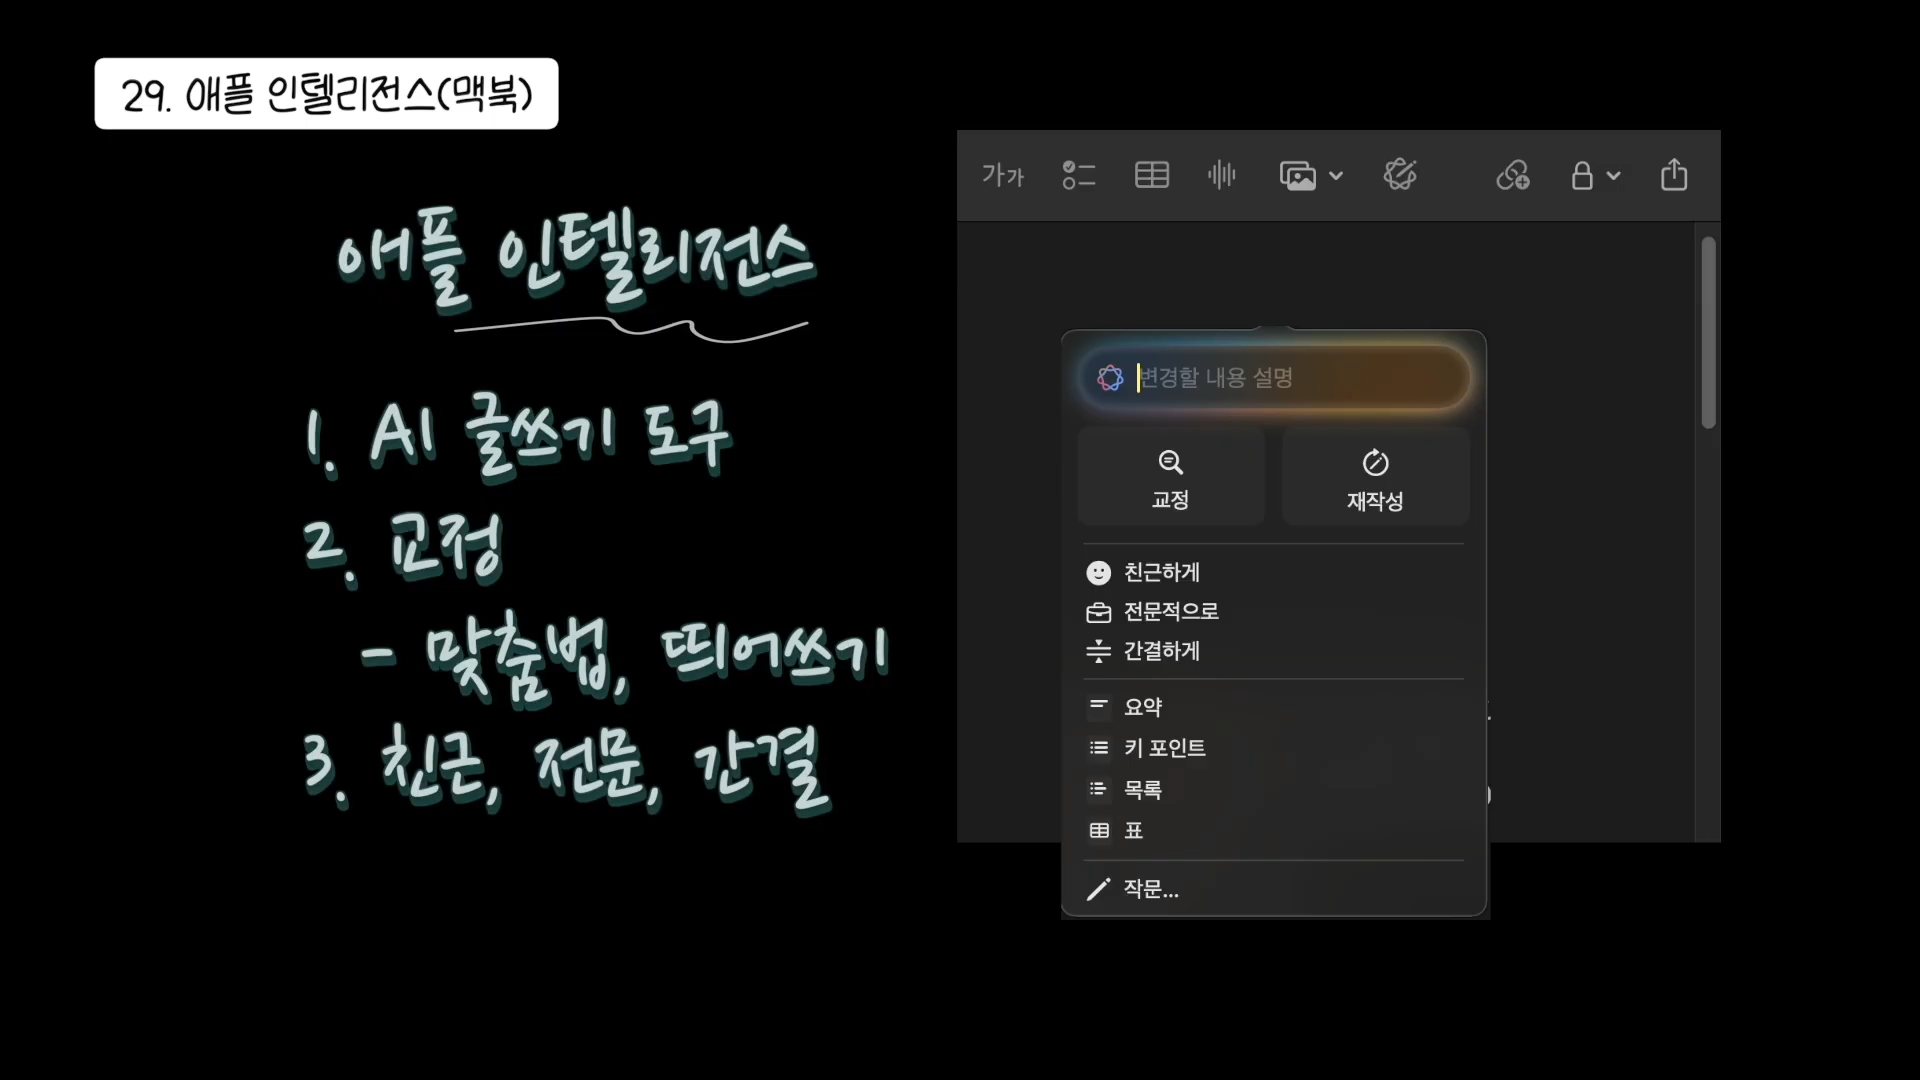 29. 애플 인텔리전스(맥북)
애플 인텔리전스
1. AI 글쓰기 도구
2. 교정
- 맞춤법, 띄어쓰기
3. 친근, 전문, 간결
가가
변경할 내용 설명
교정
재작성
친근하게
전문적으로
간결하게
요약
키 포인트
목록
표
작문...